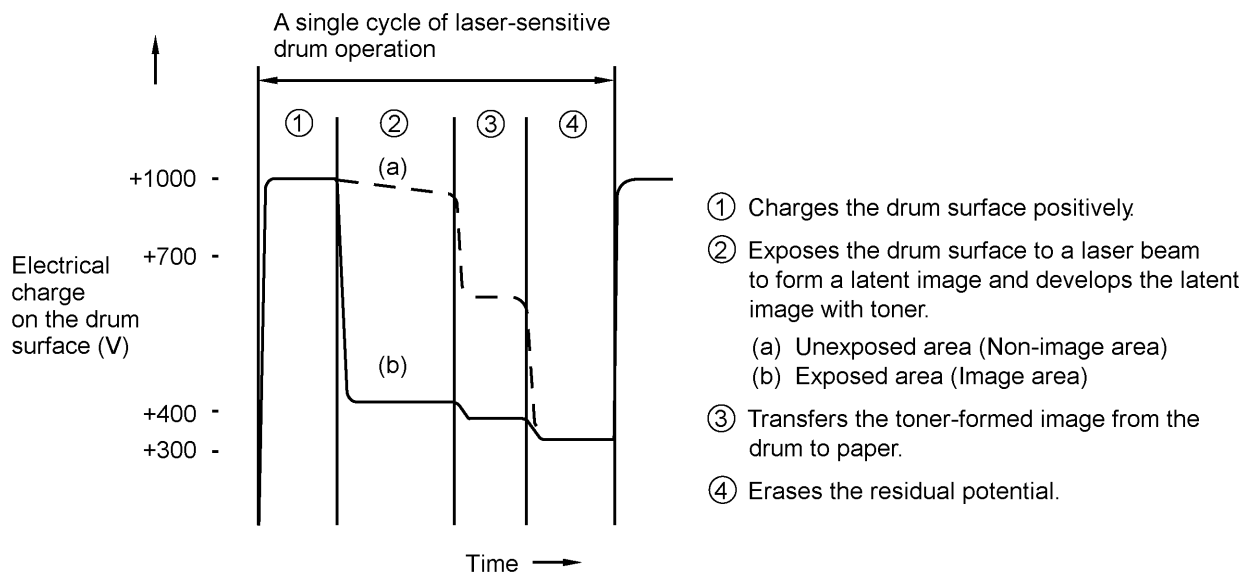 A single cycle of laser-sensitive
drum operation
① ② ③ ④
(a)
+1000 -
+700 -
Electrical
charge
on the drum
surface (V)
(b)
+400 -
+300 -
Time
① Charges the drum surface positively.
② Exposes the drum surface to a laser beam
to form a latent image and develops the latent
image with toner.
(a) Unexposed area (Non-image area)
(b) Exposed area (Image area)
③ Transfers the toner-formed image from the
drum to paper.
④ Erases the residual potential.